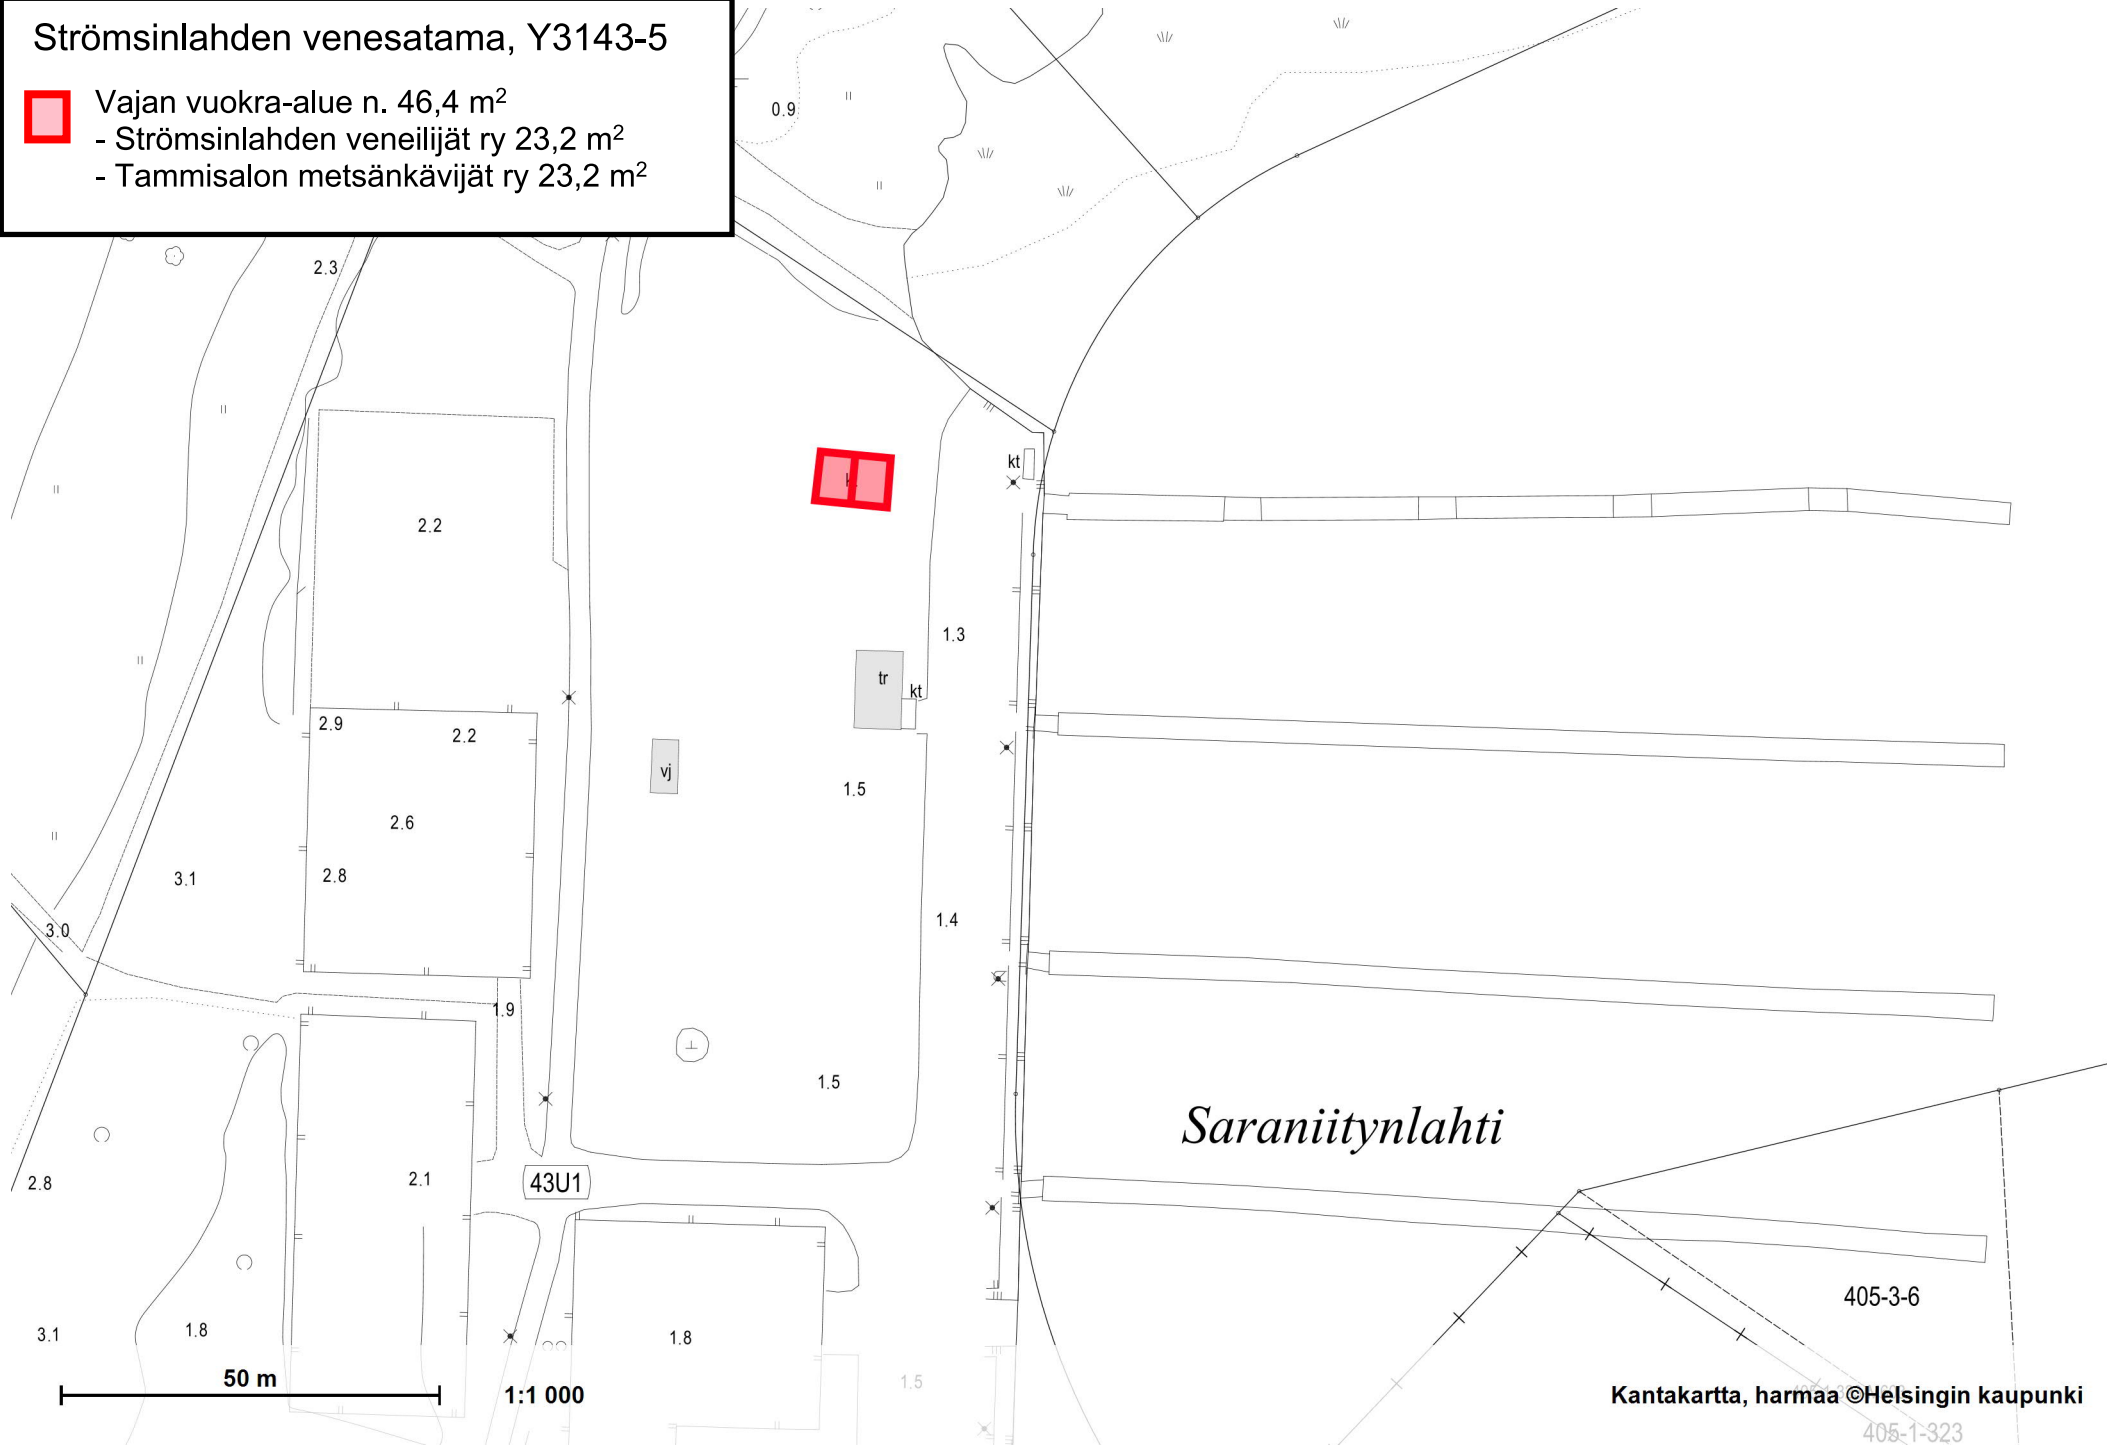 Strömsinlahden venesatama, Y3143-5
Vajan vuokra-alue n. 46,4 m²
- Strömsinlahden veneilijät ry 23,2 m²
- Tammisalon metsänkävijät ry 23,2 m²
0.9
2.3
kt
2.2
1.3
tr
kt
2.9
2.2
vj
1.5
2.6
2.8
3.1
1.4
3.0
1.9
1.5
Saraniitynlahti
2.8
2.1
43U1
405-3-6
3.1
1.8
1.8
50 m
1:1 000
1.5
Kantakartta, harmaa ©Helsingin kaupunki
405-1-323